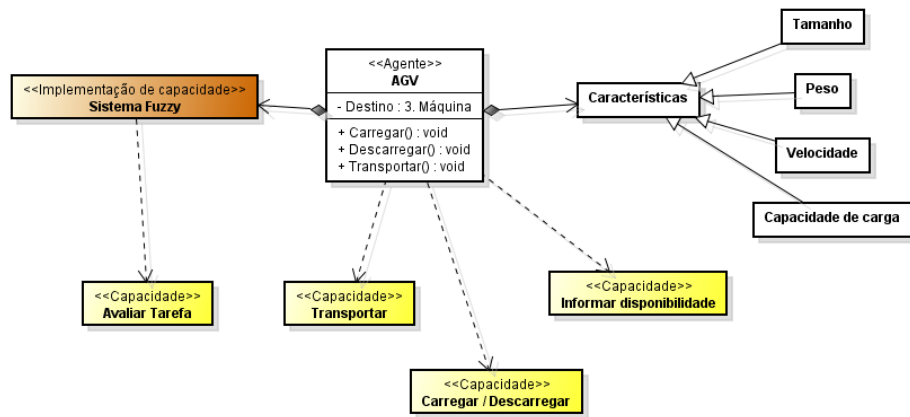 Tamanho
<<Agente>>
AGV
<<Implementação de capacidade>>
Sistema Fuzzy
- Destino : 3. Máquina
Características
Peso
+ Carregar() : void
+ Descarregar() : void
+ Transportar() : void
Velocidade
Capacidade de carga
<<Capacidade>>
Informar disponibilidade
<<Capacidade>>
Avaliar Tarefa
<<Capacidade>>
Transportar
<<Capacidade>>
Carregar / Descarregar